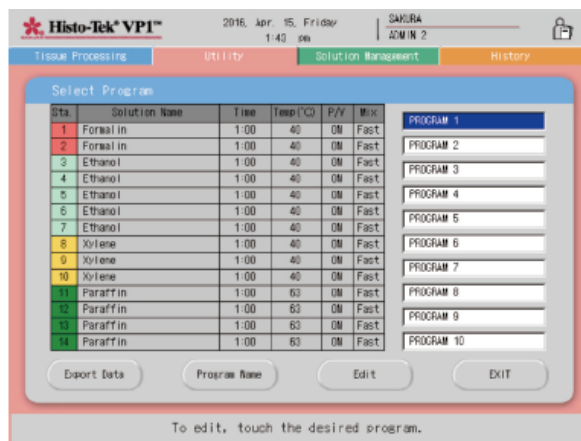 Histo-Tek® VP1™
2016, Apr. 15, Friday
1:43 pm
SAKURA
ADMIN 2
Tissue Processing
Utility
Solution Management
History
Select Program
Sta. Solution Name Time Temp(°C) P/V Mix
1 Formalin 1:00 40 ON Fast
2 Formalin 1:00 40 ON Fast
3 Ethanol 1:00 40 ON Fast
4 Ethanol 1:00 40 ON Fast
5 Ethanol 1:00 40 ON Fast
6 Ethanol 1:00 40 ON Fast
7 Ethanol 1:00 40 ON Fast
8 Xylene 1:00 40 ON Fast
9 Xylene 1:00 40 ON Fast
10 Xylene 1:00 40 ON Fast
11 Paraffin 1:00 63 ON Fast
12 Paraffin 1:00 63 ON Fast
13 Paraffin 1:00 63 ON Fast
14 Paraffin 1:00 63 ON Fast
PROGRAM 1
PROGRAM 2
PROGRAM 3
PROGRAM 4
PROGRAM 5
PROGRAM 6
PROGRAM 7
PROGRAM 8
PROGRAM 9
PROGRAM 10
Export Data
Program Name
Edit
EXIT
To edit, touch the desired program.